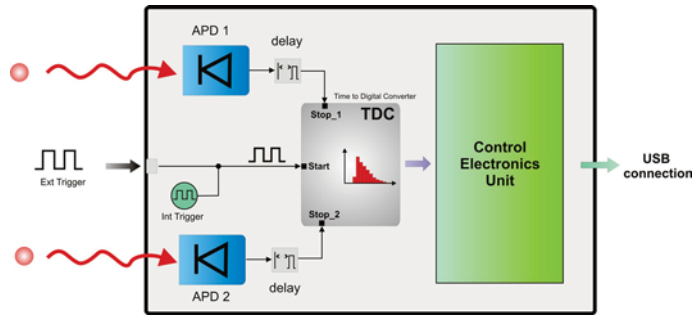 APD 1
delay
Time to Digital Converter
Stop_1
TDC
Ext Trigger
Start
Int Trigger
Control
Electronics
Unit
USB
connection
Stop_2
APD 2
delay